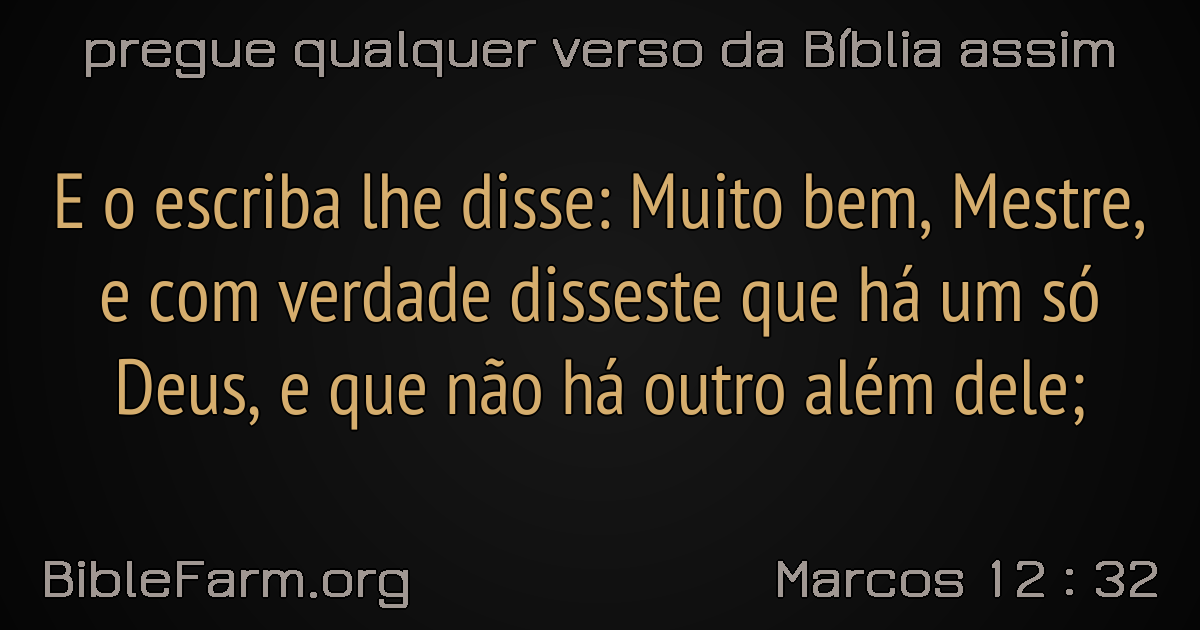 pregue qualquer verso da Bíblia assim
E o escriba lhe disse: Muito bem, Mestre,
e com verdade disseste que há um só
Deus, e que não há outro além dele;
BibleFarm.org
Marcos 12 : 32